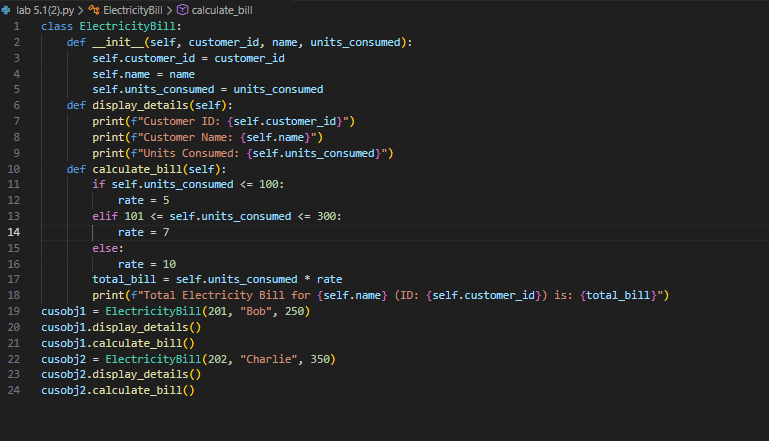 lab 5.1(2).py > ElectricityBill > calculate_bill
1 class ElectricityBill:
2     def __init__(self, customer_id, name, units_consumed):
3         self.customer_id = customer_id
4         self.name = name
5         self.units_consumed = units_consumed
6     def display_details(self):
7         print(f"Customer ID: {self.customer_id}")
8         print(f"Customer Name: {self.name}")
9         print(f"Units Consumed: {self.units_consumed}")
10     def calculate_bill(self):
11         if self.units_consumed <= 100:
12             rate = 5
13         elif 101 <= self.units_consumed <= 300:
14             rate = 7
15         else:
16             rate = 10
17         total_bill = self.units_consumed * rate
18         print(f"Total Electricity Bill for {self.name} (ID: {self.customer_id}) is: {total_bill}")
19 cusobj1 = ElectricityBill(201, "Bob", 250)
20 cusobj1.display_details()
21 cusobj1.calculate_bill()
22 cusobj2 = ElectricityBill(202, "Charlie", 350)
23 cusobj2.display_details()
24 cusobj2.calculate_bill()